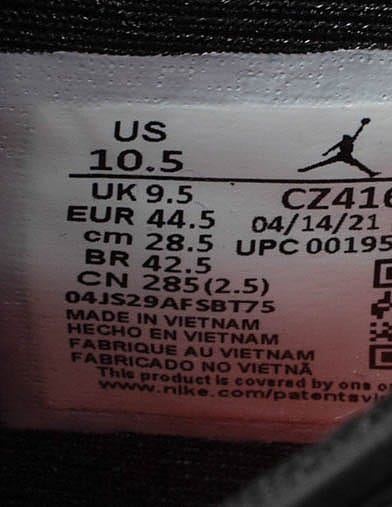 US
10.5
UK 9.5 CZ416
EUR 44.5 04/14/21
cm 28.5 UPC 00195
BR 42.5
CN 285(2.5)
04JS29AFSBT75
MADE IN VIETNAM
HECHO EN VIETNAM
FABRIQUE AU VIETNAM
FABRICADO NO VIETNÃ
This product is covered by one o
www.nike.com/patentsvi